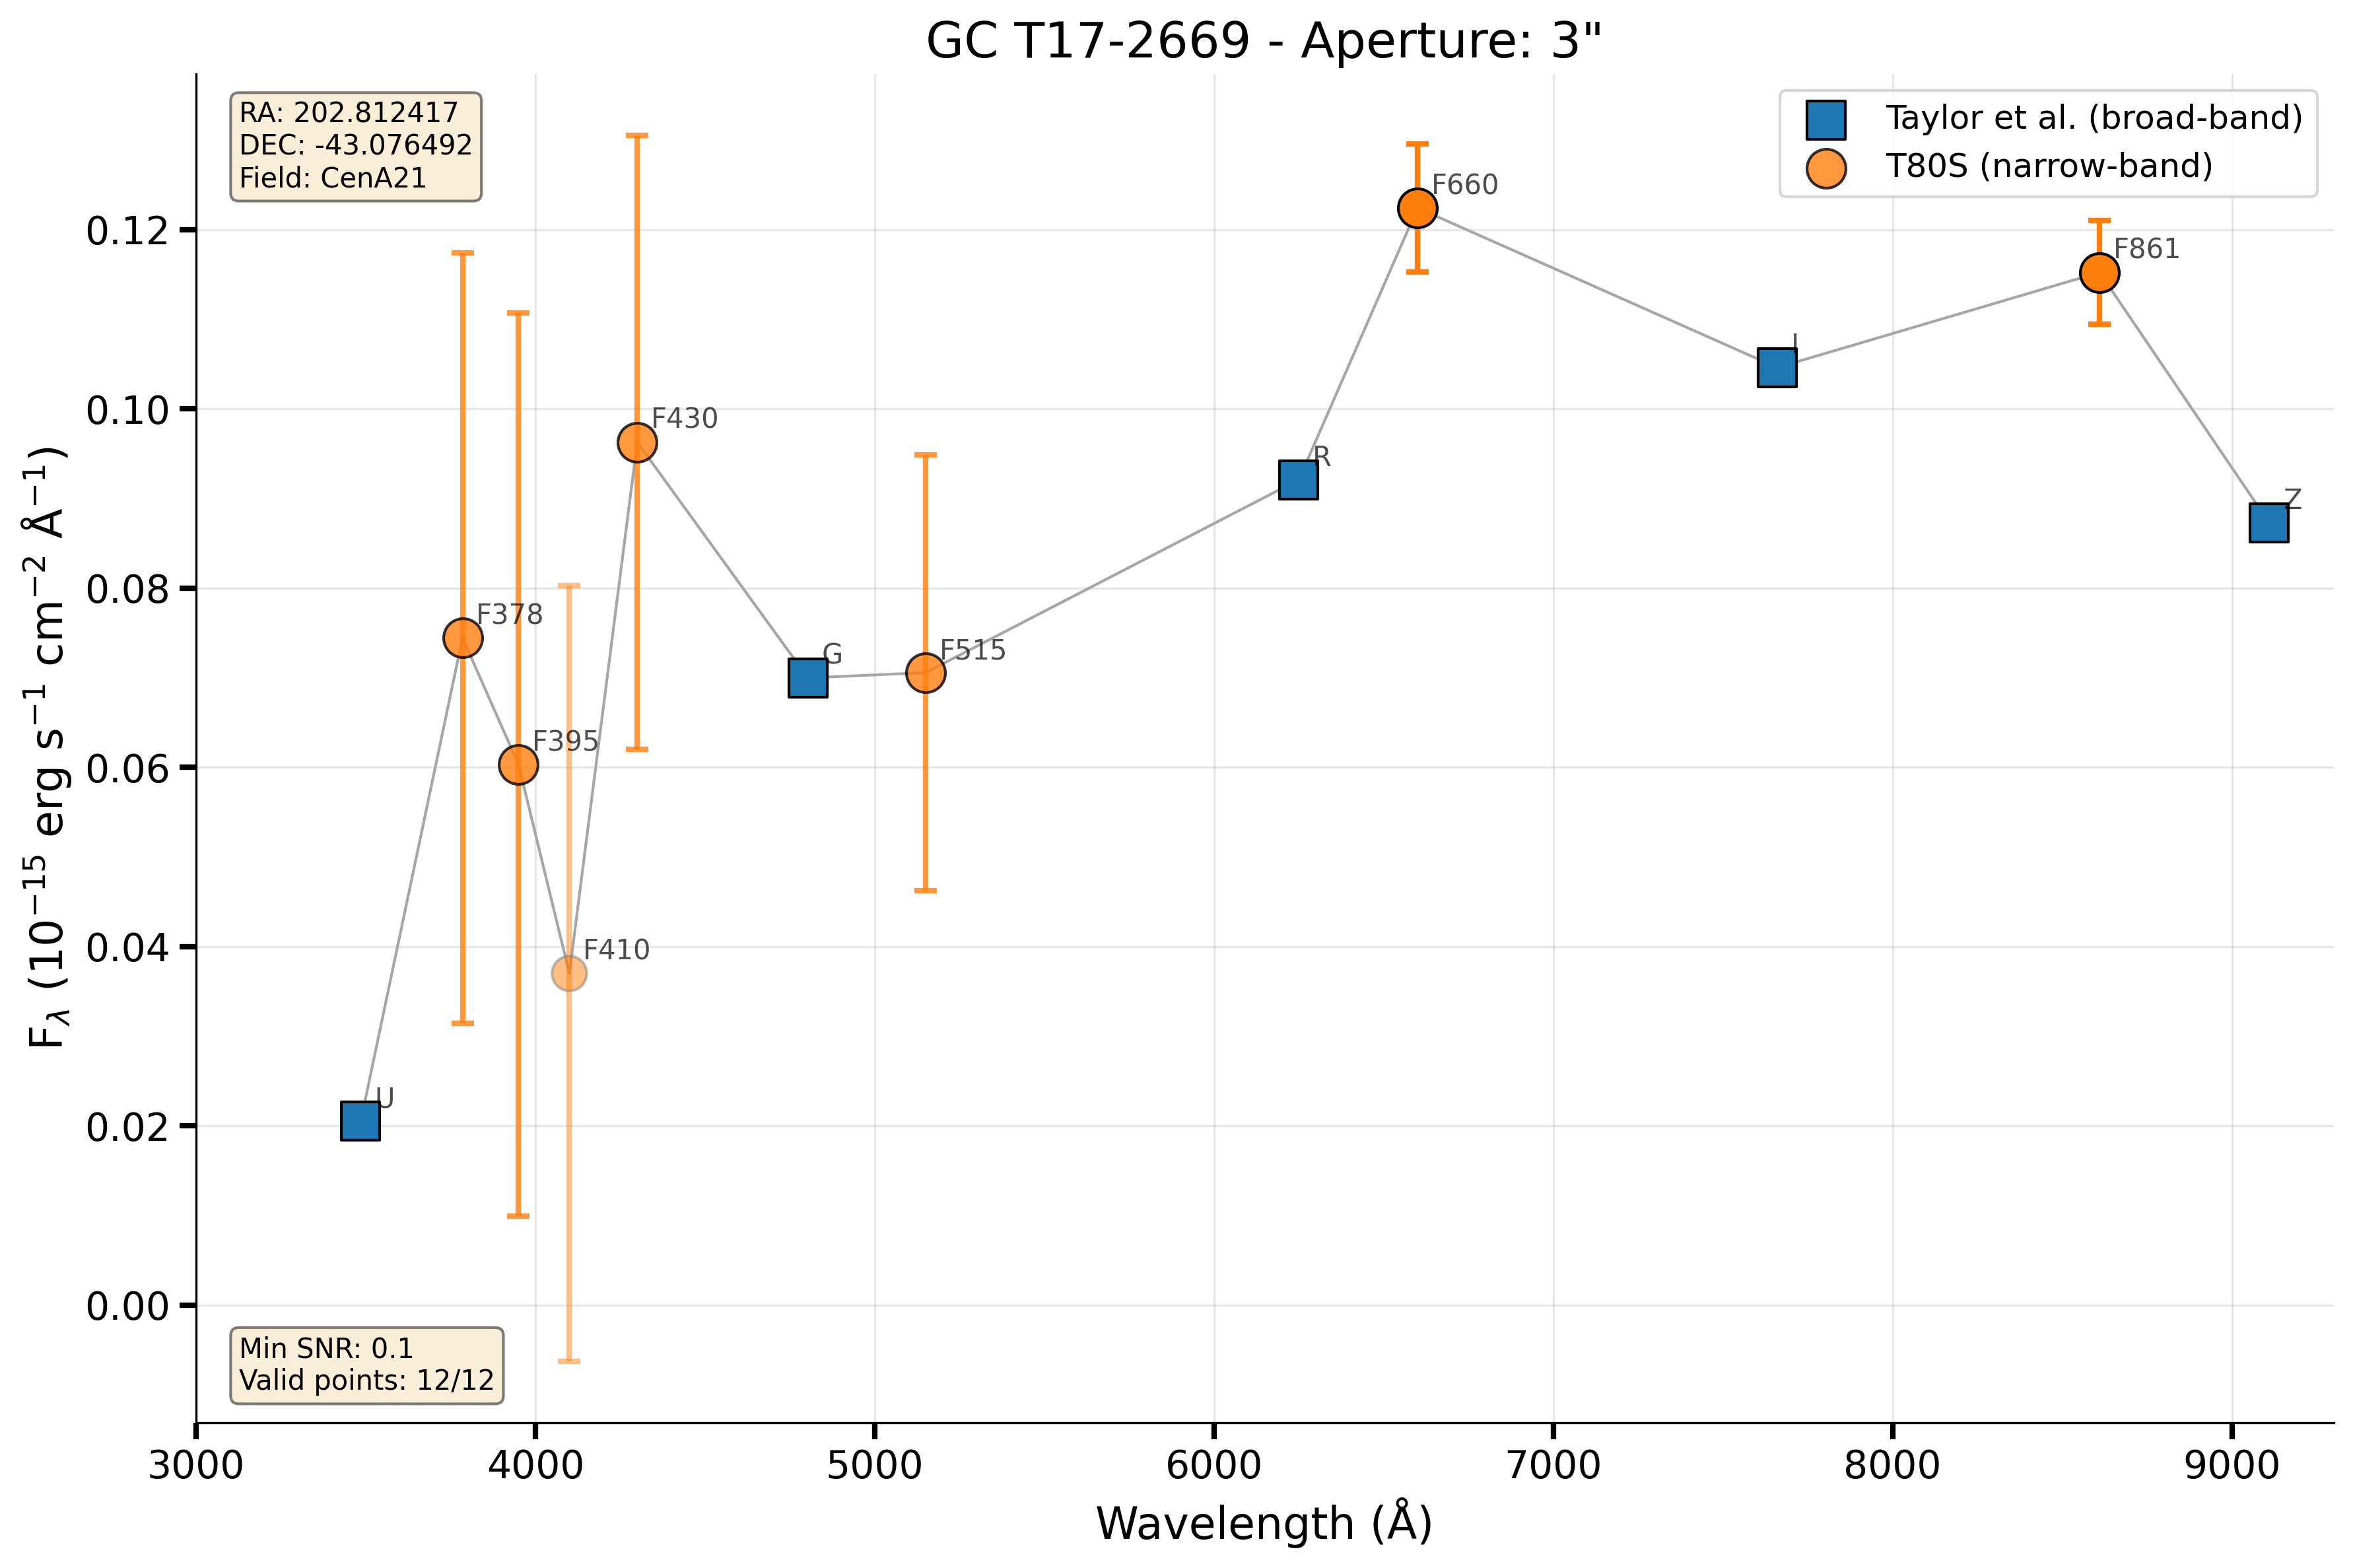 GC T17-2669 - Aperture: 3"
RA: 202.812417
DEC: -43.076492
Field: CenA21
Taylor et al. (broad-band)
T80S (narrow-band)
F660
F861
I
F430
R
Z
F378
G
F515
F395
F410
U
0.12
0.10
0.08
0.06
0.04
0.02
0.00
F_λ (10⁻¹⁵ erg s⁻¹ cm⁻² Å⁻¹)
Min SNR: 0.1
Valid points: 12/12
3000 4000 5000 6000 7000 8000 9000
Wavelength (Å)